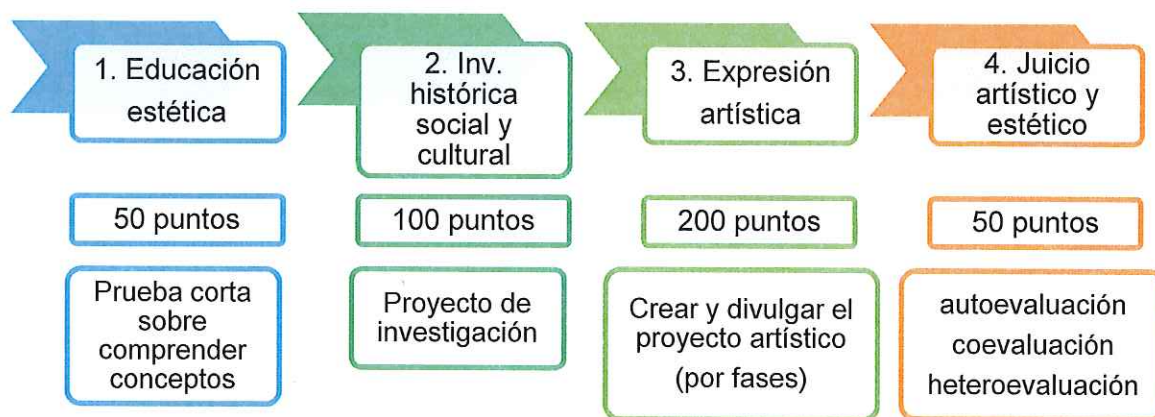 1. Educación
estética
2. Inv.
histórica
social y
cultural
3. Expresión
artística
4. Juicio
artístico y
estético
50 puntos
100 puntos
200 puntos
50 puntos
Prueba corta
sobre
comprender
conceptos
Proyecto de
investigación
Crear y divulgar el
proyecto artístico
(por fases)
autoevaluación
coevaluación
heteroevaluación